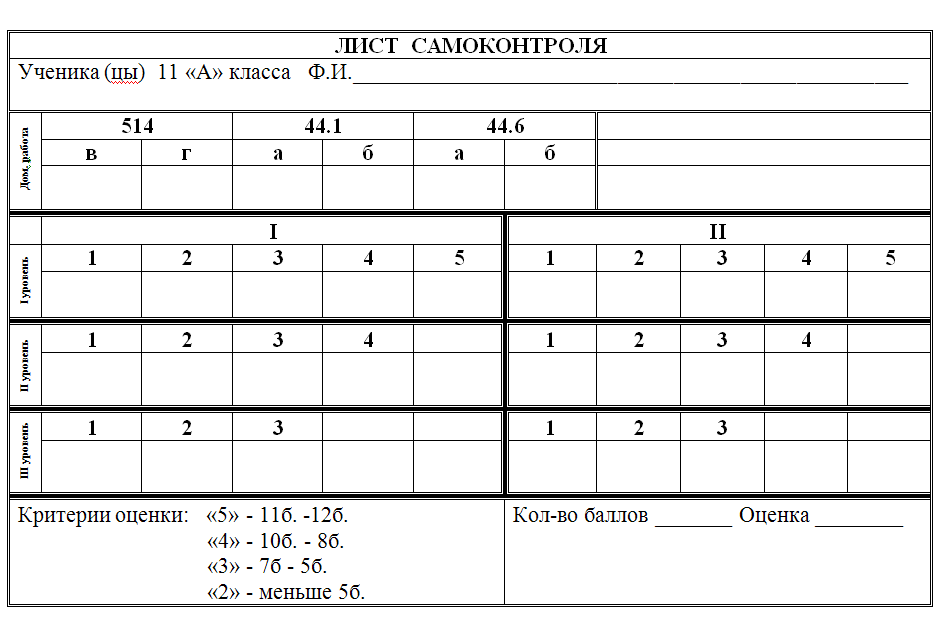 ЛИСТ САМОКОНТРОЛЯ
Ученика (цы) 11 «А» класса Ф.И.______________________________
Дом. работа
514 44.1 44.6
в г а б а б
I II
I уровень
1 2 3 4 5 1 2 3 4 5
II уровень
1 2 3 4 1 2 3 4
III уровень
1 2 3 1 2 3
Критерии оценки: «5» - 11б. -12б.
«4» - 10б. - 8б.
«3» - 7б - 5б.
«2» - меньше 5б.
Кол-во баллов _______ Оценка ________